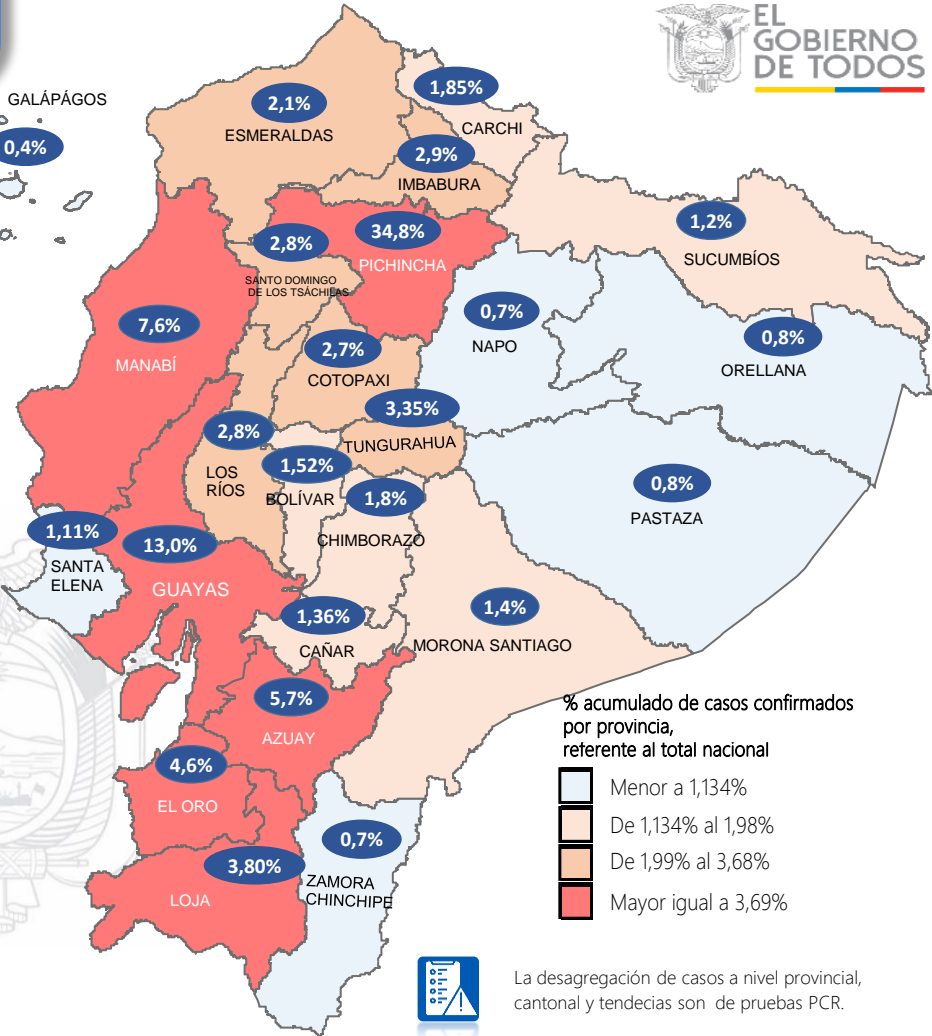 EL
GOBIERNO
DE TODOS
GALÁPÁGOS
0,4%
2,1%
ESMERALDAS
1,85%
CARCHI
2,9%
IMBABURA
1,2%
SUCUMBÍOS
2,8%
SANTO DOMINGO
DE LOS TSÁCHILAS
34,8%
PICHINCHA
7,6%
MANABÍ
0,7%
NAPO
0,8%
ORELLANA
2,7%
COTOPAXI
3,35%
TUNGURAHUA
2,8%
LOS
RÍOS
1,52%
BOLÍVAR
1,8%
CHIMBORAZO
0,8%
PASTAZA
1,11%
SANTA
ELENA
13,0%
GUAYAS
1,36%
CAÑAR
1,4%
MORONA SANTIAGO
5,7%
AZUAY
4,6%
EL ORO
3,80%
LOJA
0,7%
ZAMORA
CHINCHIPE
% acumulado de casos confirmados
por provincia,
referente al total nacional
Menor a 1,134%
De 1,134% al 1,98%
De 1,99% al 3,68%
Mayor igual a 3,69%
La desagregación de casos a nivel provincial,
cantonal y tendecias son de pruebas PCR.